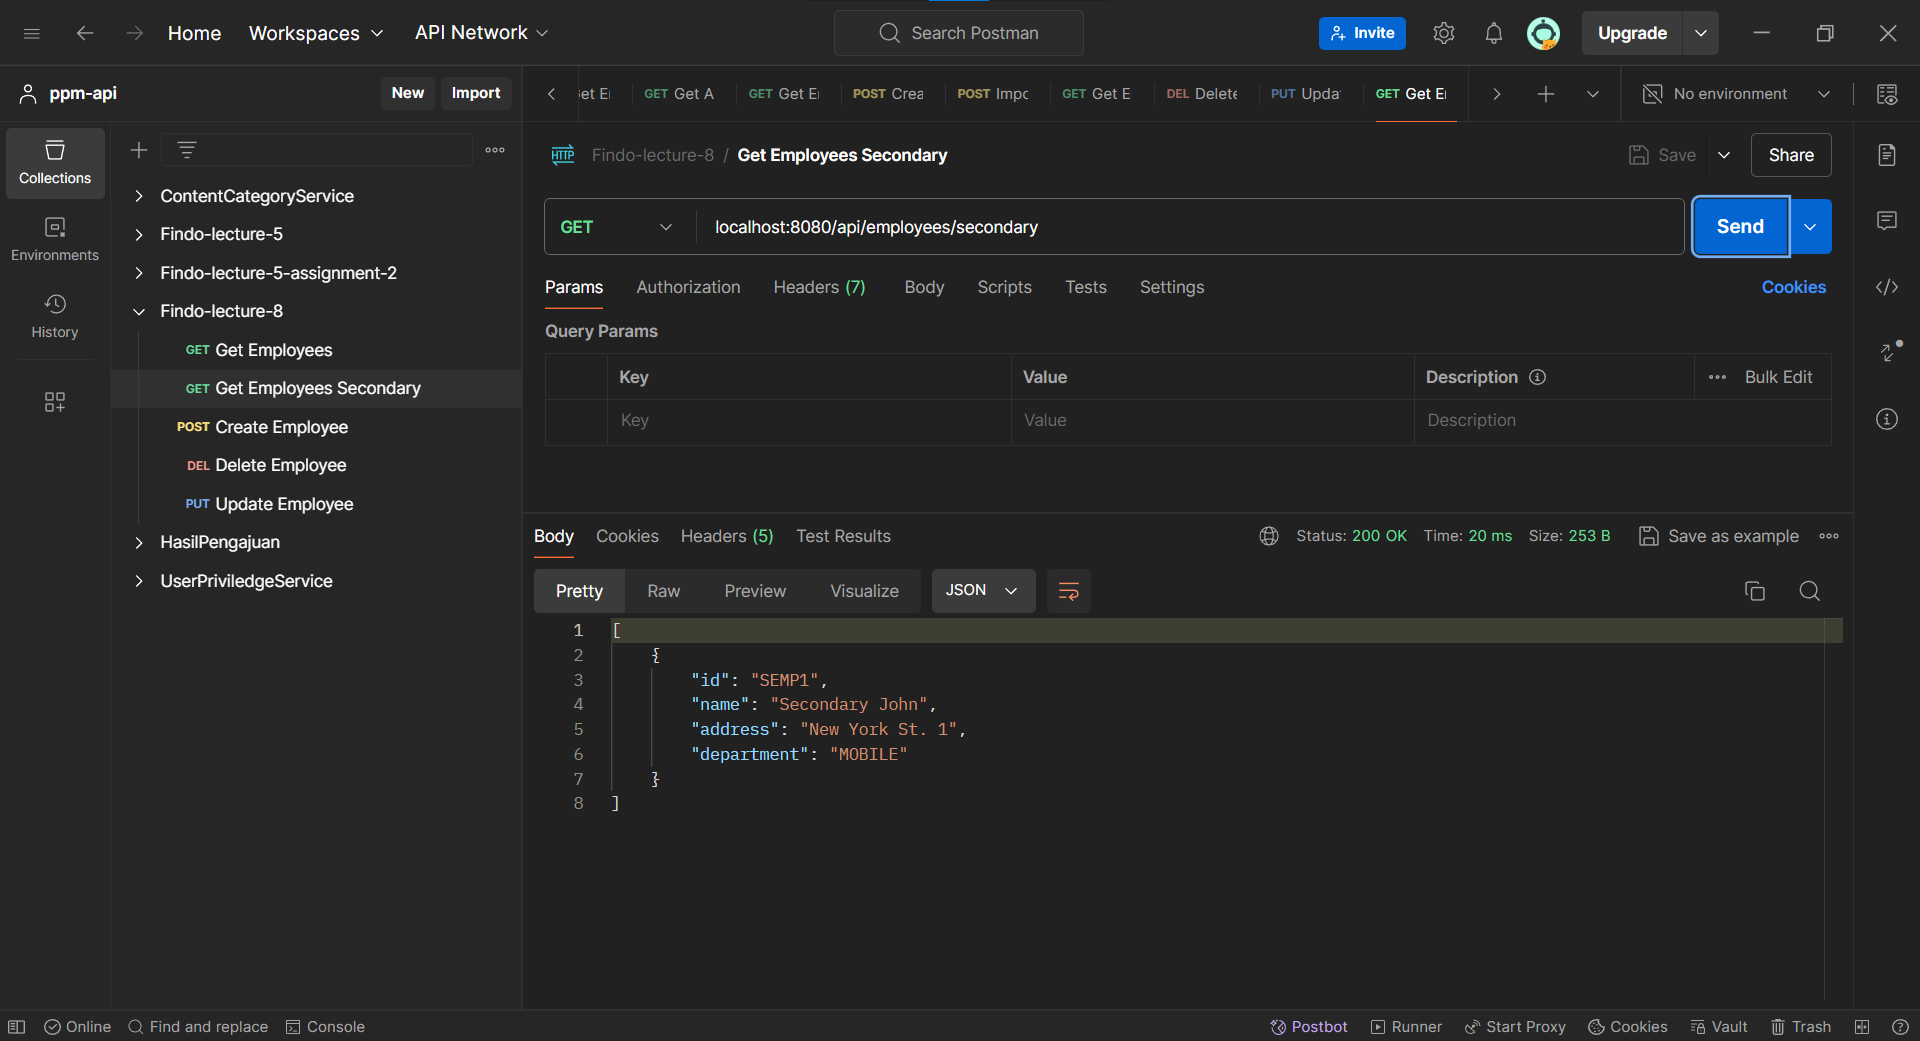 Home
Workspaces
API Network
Search Postman
Invite
Upgrade
ppm-api
New
Import
et E
GET Get A
GET Get E
POST Crea
POST Impo
GET Get E
DEL Delete
PUT Upda
GET Get E
No environment
Collections
Environments
History
ContentCategoryService
Findo-lecture-5
Findo-lecture-5-assignment-2
Findo-lecture-8
GET Get Employees
GET Get Employees Secondary
POST Create Employee
DEL Delete Employee
PUT Update Employee
HasilPengajuan
UserPriviledgeService
HTTP Findo-lecture-8 / Get Employees Secondary
Save
Share
GET
localhost:8080/api/employees/secondary
Send
Params
Authorization
Headers (7)
Body
Scripts
Tests
Settings
Cookies
Query Params
Key
Value
Description
Bulk Edit
Key
Value
Description
Body
Cookies
Headers (5)
Test Results
Status: 200 OK
Time: 20 ms
Size: 253 B
Save as example
Pretty
Raw
Preview
Visualize
JSON
1 [
2 {
3 "id": "SEMP1",
4 "name": "Secondary John",
5 "address": "New York St. 1",
6 "department": "MOBILE"
7 }
8 ]
Online
Find and replace
Console
Postbot
Runner
Start Proxy
Cookies
Vault
Trash